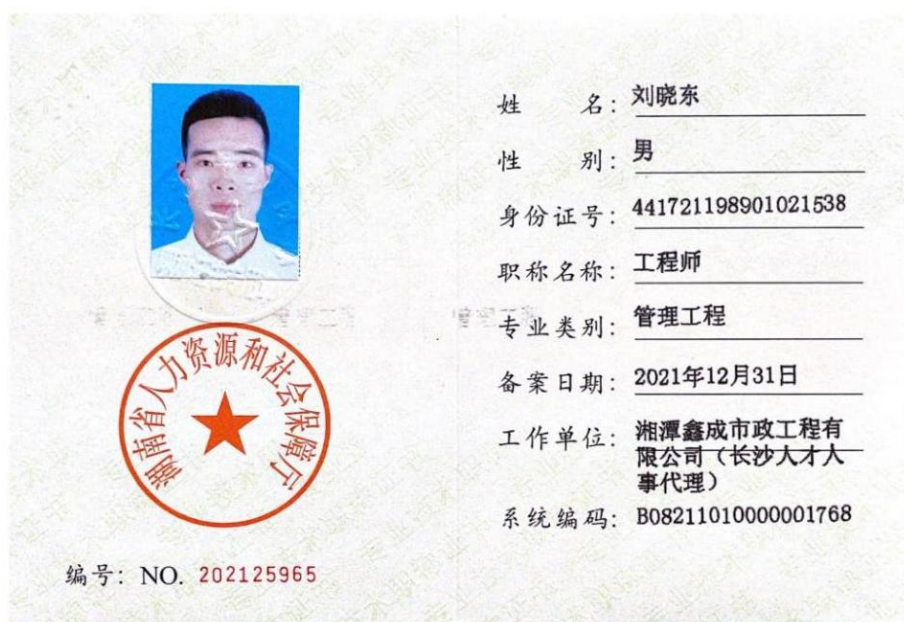 姓 名：刘晓东
性 别：男
身份证号：441721198901021538
职称名称：工程师
专业类别：管理工程
备案日期：2021年12月31日
工作单位：湘潭鑫成市政工程有
限公司（长沙人才人
事代理）
系统编码：B08211010000001768
湖南省人力资源和社会保障厅
编号：NO. 202125965